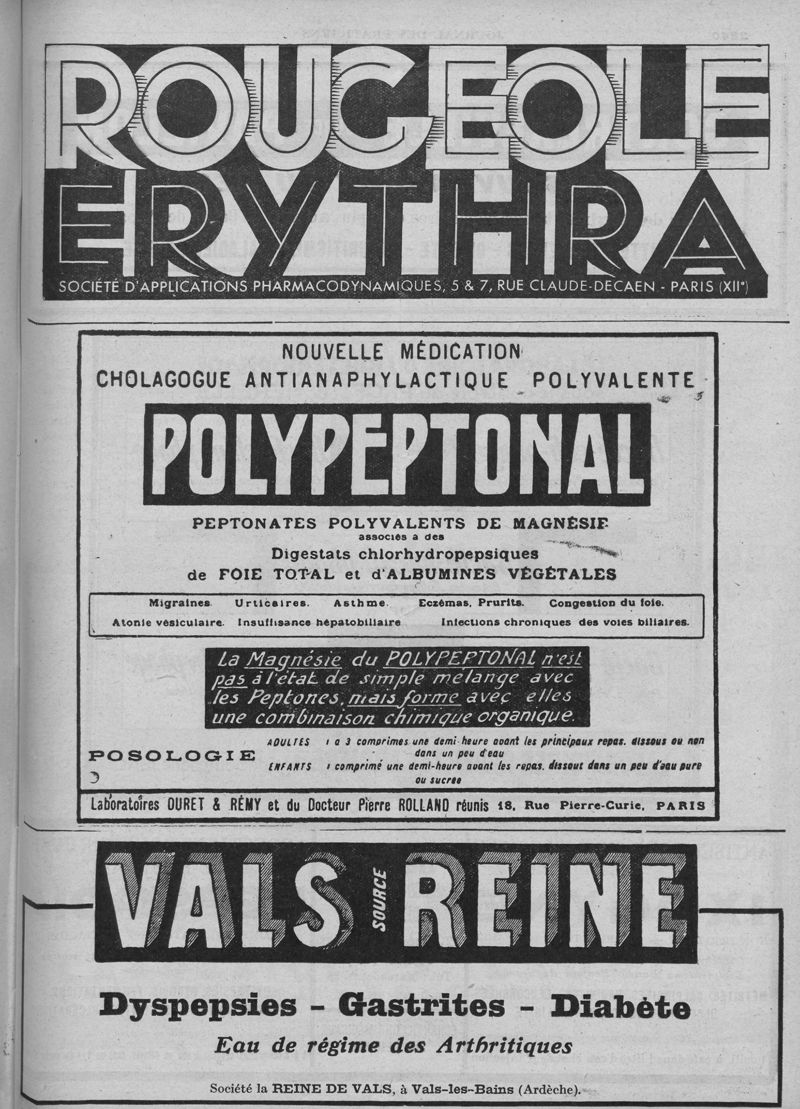 ROUGEOLE
ERYTHRA
SOCIÉTÉ D'APPLICATIONS PHARMACODYNAMIQUES, 5 & 7, RUE CLAUDE-DECAEN - PARIS (XIIᵉ)
NOUVELLE MÉDICATION
CHOLAGOGUE ANTIANAPHYLACTIQUE POLYVALENTE
POLYPEPTONAL
PEPTONATES POLYVALENTS DE MAGNÉSIE
associés a des
Digestats chlorhydropepsiques
de FOIE TOTAL et d'ALBUMINES VÉGÉTALES
Migraines. Urticaires. Asthme. Eczémas, Prurits. Congestion du foie.
Atonie vésiculaire. Insuffisance hépatobiliaire Infections chroniques des voies biliaires.
La Magnésie du POLYPEPTONAL n'est
pas à l'état de simple mélange avec
les Peptones, mais forme avec elles
une combinaison chimique organique.
POSOLOGIE
ADULTES 1 a 3 comprimes une demi-heure avant les principaux repas. dissous ou non
dans un peu d'eau
ENFANTS 1 comprimé une demi-heure avant les repas. dissout dans un peu d'eau pure
ou sucrée
Laboratoires DURET & RÉMY et du Docteur Pierre ROLLAND réunis 18, Rue Pierre-Curie, PARIS
VALS SOURCE REINE
Dyspepsies - Gastrites - Diabète
Eau de régime des Arthritiques
Société la REINE DE VALS, à Vals-les-Bains (Ardèche).